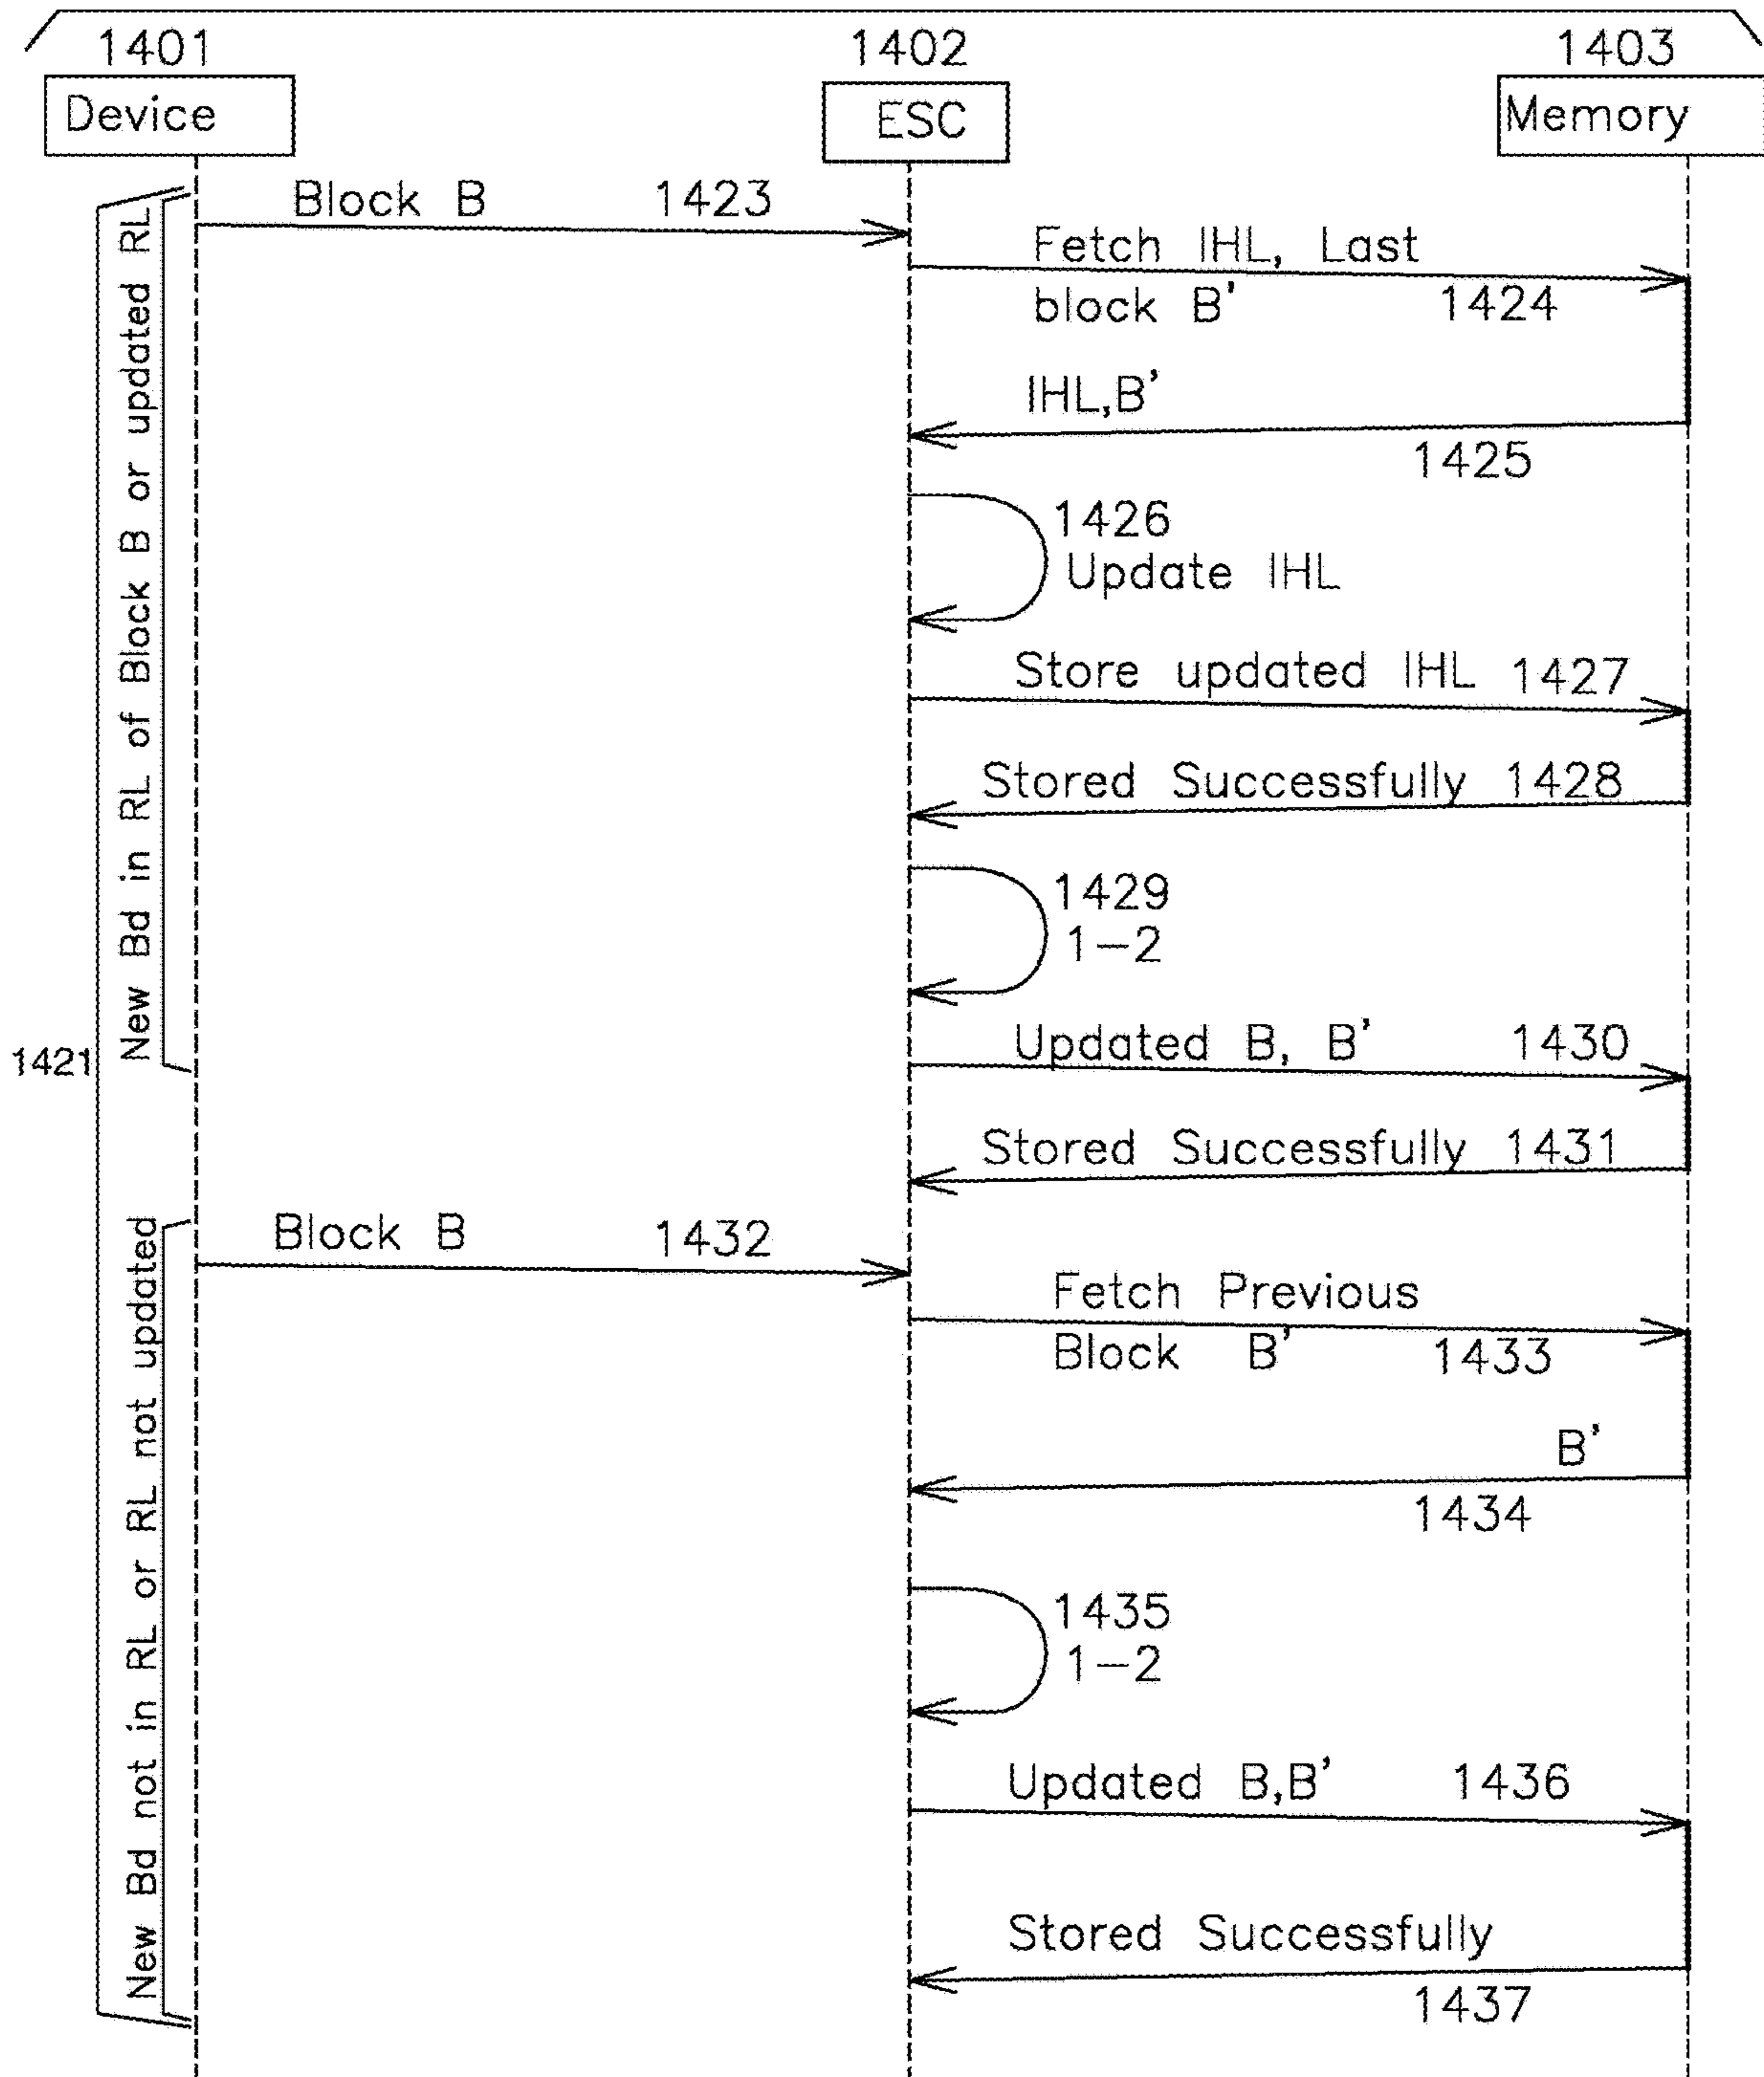 1401
1402
1403
Device
ESC
Memory
New Bd in RL of Block B or updated RL
Block B 1423
Fetch IHL, Last
block B' 1424
IHL,B'
1425
1426
Update IHL
Store updated IHL 1427
Stored Successfully 1428
1429
1-2
1421
Updated B, B' 1430
Stored Successfully 1431
New Bd not in RL or RL not updated
Block B 1432
Fetch Previous
Block B' 1433
B'
1434
1435
1-2
Updated B,B' 1436
Stored Successfully
1437